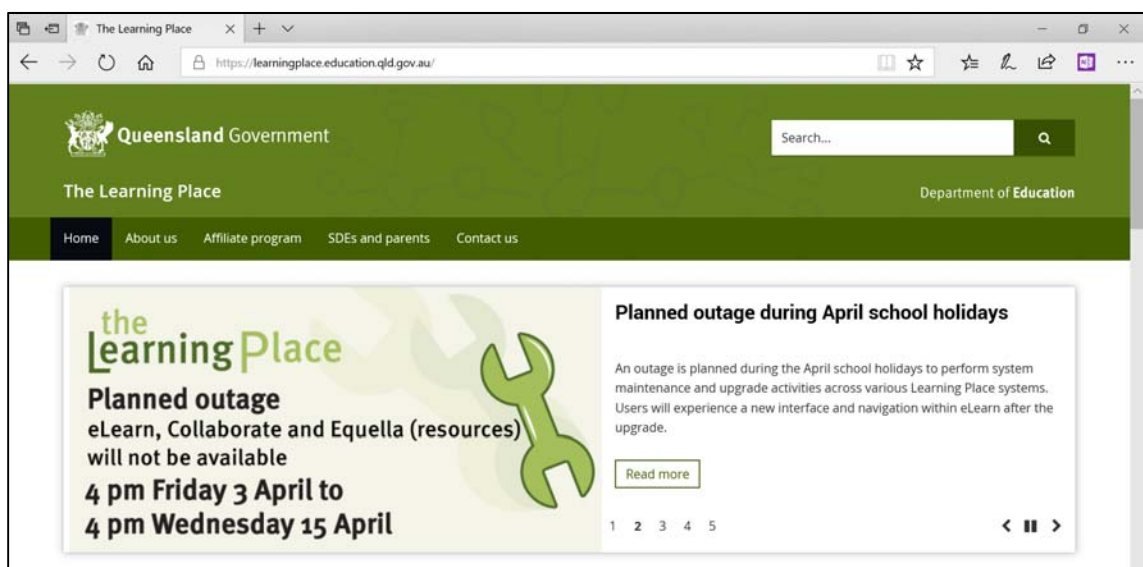 The Learning Place
https://learningplace.education.qld.gov.au/
Queensland Government
Search...
The Learning Place
Department of Education
Home About us Affiliate program SDEs and parents Contact us
the
Learning Place
Planned outage
eLearn, Collaborate and Equella (resources)
will not be available
4 pm Friday 3 April to
4 pm Wednesday 15 April
Planned outage during April school holidays
An outage is planned during the April school holidays to perform system
maintenance and upgrade activities across various Learning Place systems.
Users will experience a new interface and navigation within eLearn after the
upgrade.
Read more
1 2 3 4 5